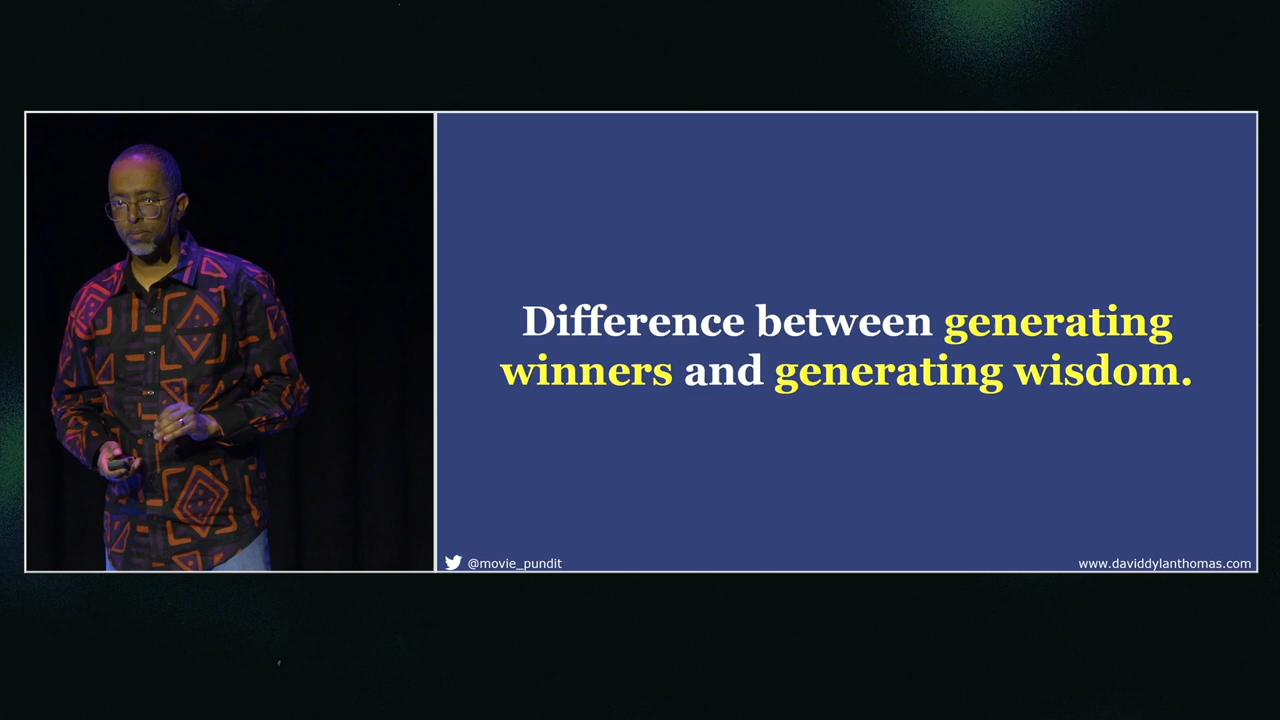 Difference between generating
winners and generating wisdom.
@movie_pundit
www.daviddylanthomas.com